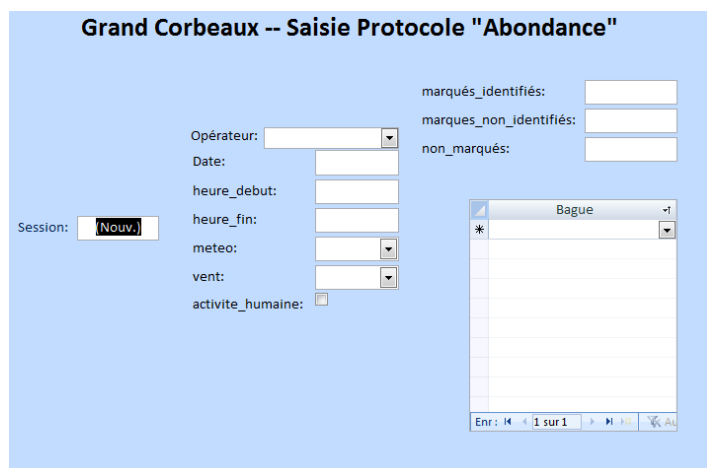 Grand Corbeaux -- Saisie Protocole "Abondance"
marqués_identifiés:
marques_non_identifiés:
non_marqués:
Opérateur:
Date:
heure_debut:
heure_fin:
meteo:
vent:
activite_humaine:
Session: (Nouv.)
Bague
Enr : 1 sur 1 Au